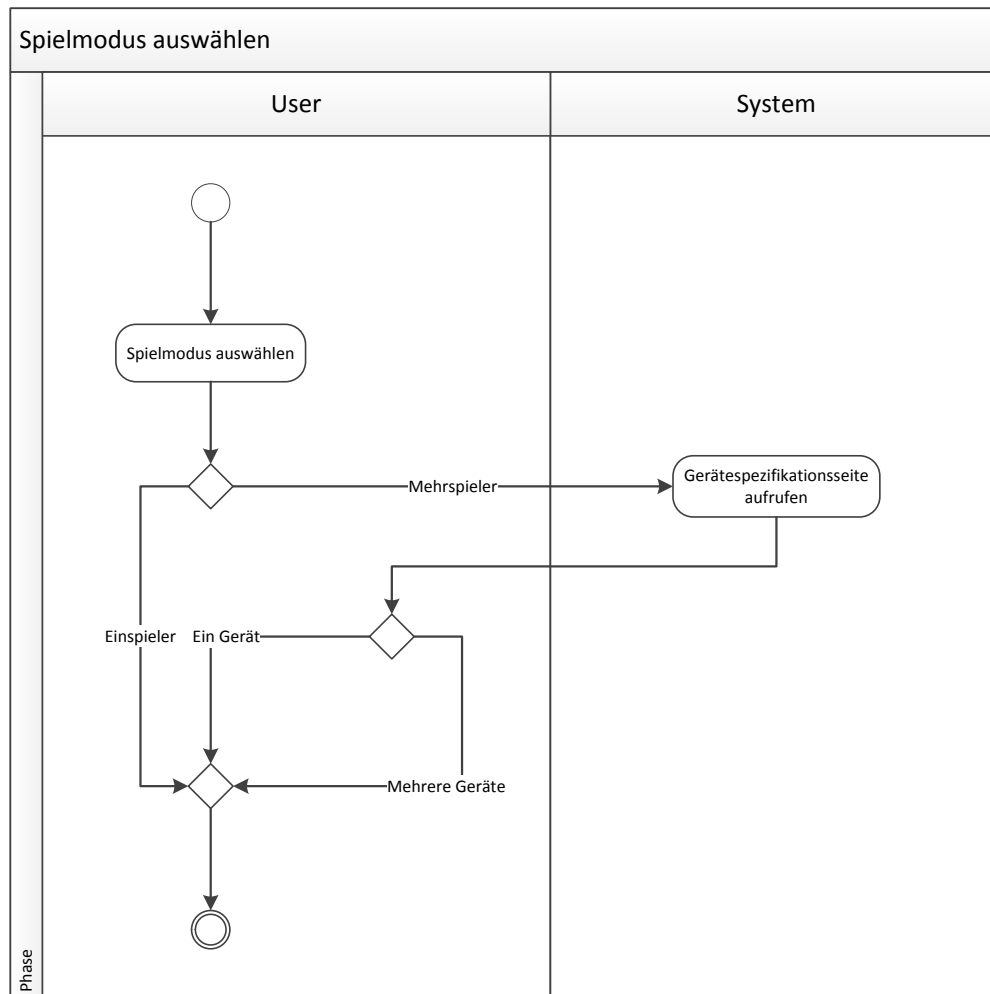 Spielmodus auswählen
User
System
Spielmodus auswählen
Mehrspieler
Gerätespezifikationsseite
aufrufen
Einspieler
Ein Gerät
Mehrere Geräte
Phase